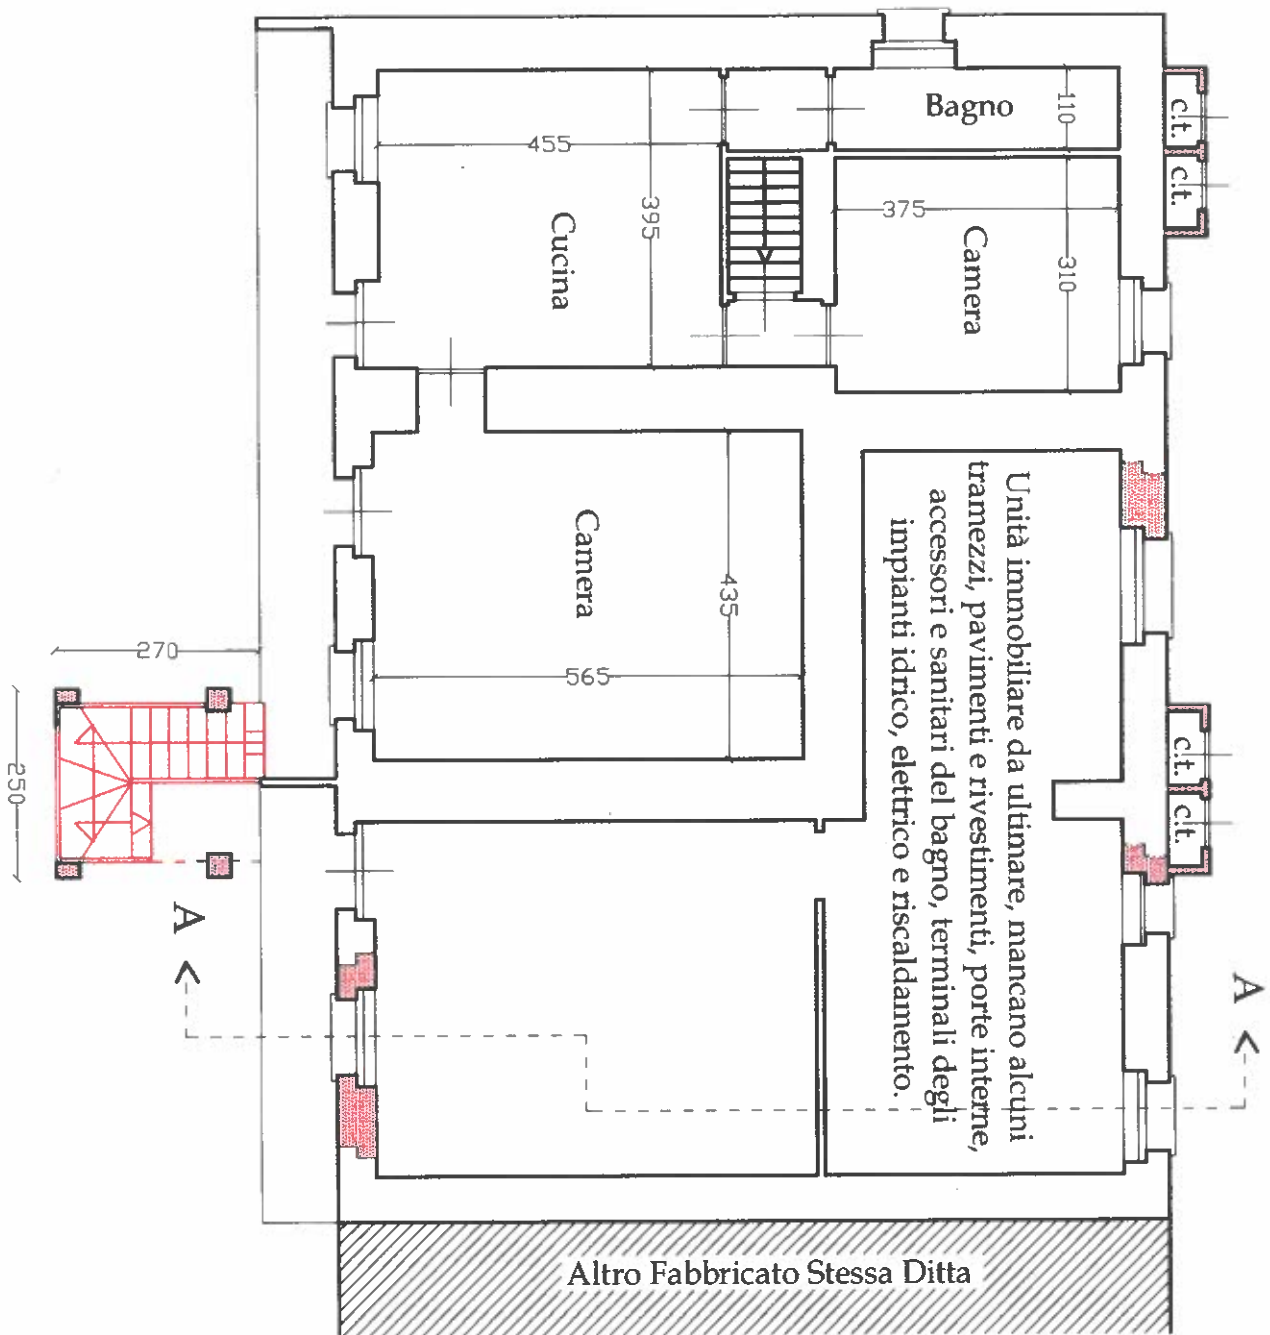 Bagno
110
c.t.
c.t.
455
395
Cucina
375
310
Camera
Camera
435
565
Unità immobiliare da ultimare, mancano alcuni
tramezzi, pavimenti e rivestimenti, porte interne,
accessori e sanitari del bagno, terminali degli
impianti idrico, elettrico e riscaldamento.
c.t.
c.t.
270
250
A
A
Altro Fabbricato Stessa Ditta